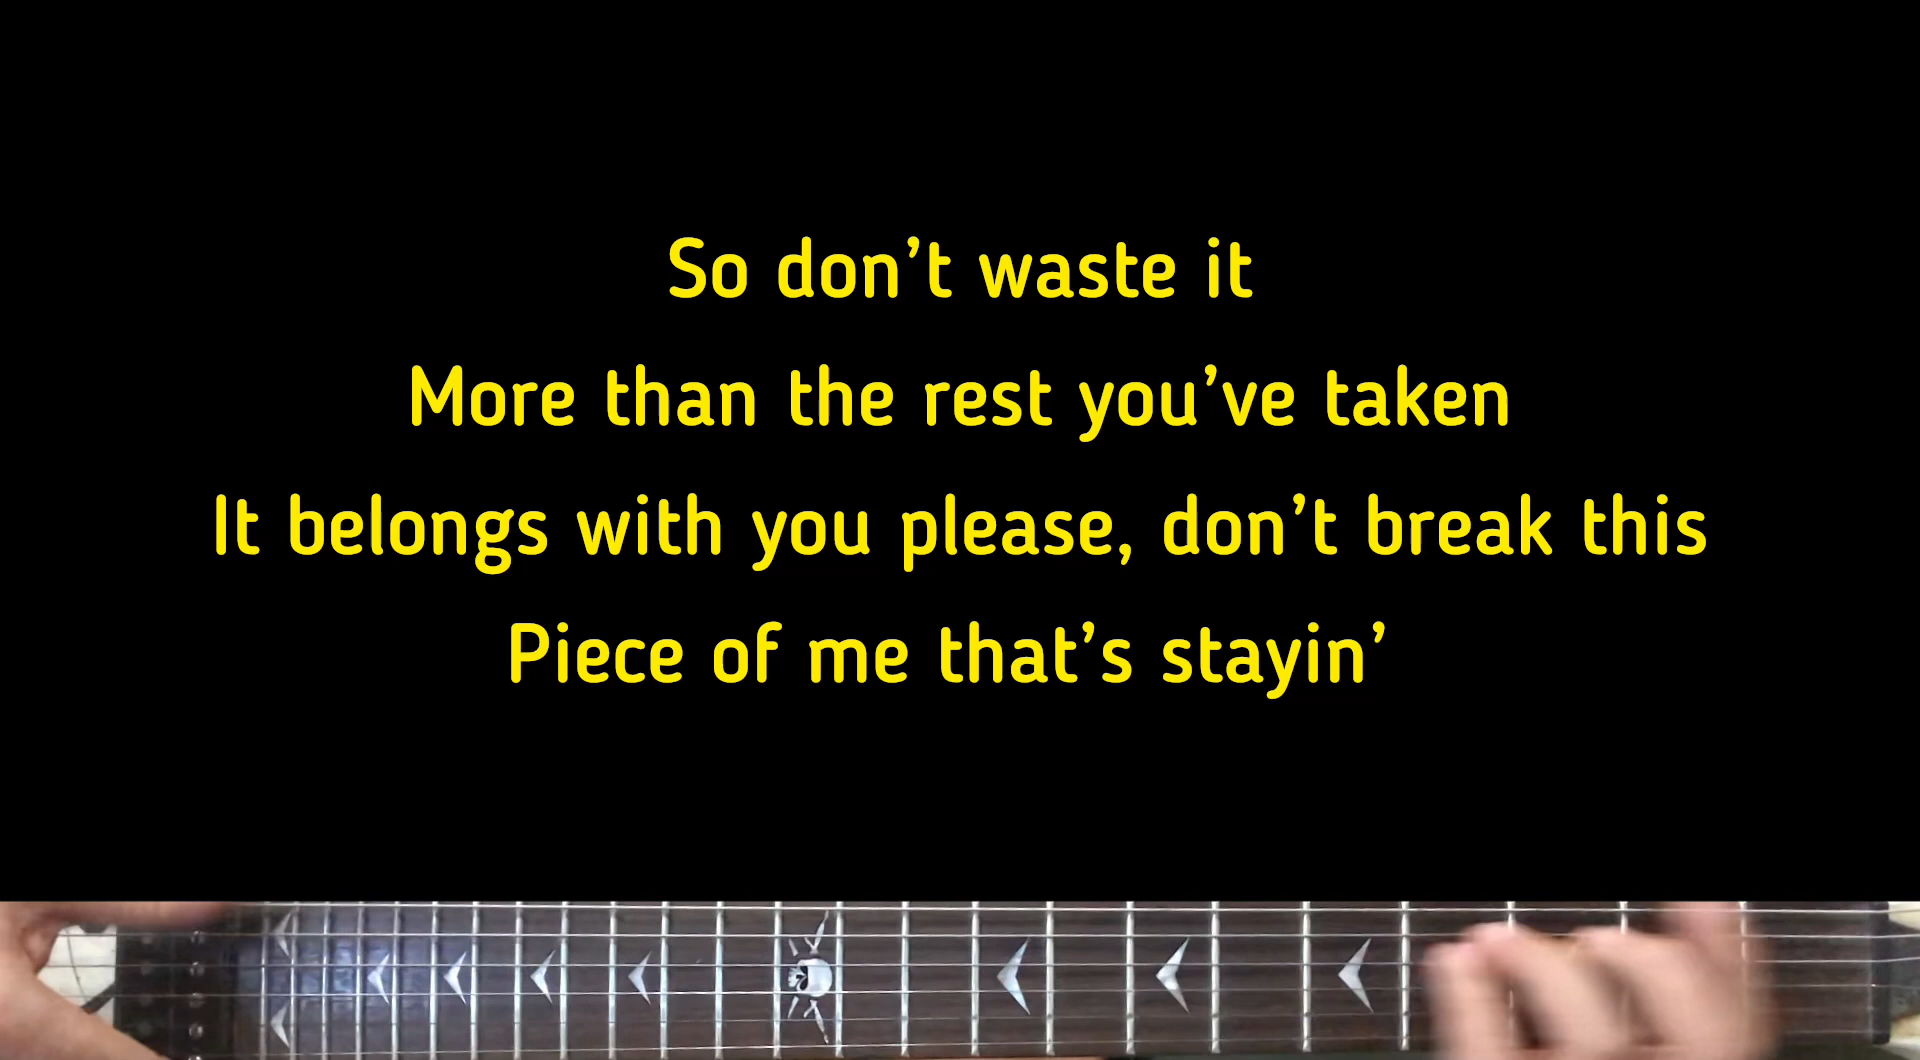 So don’t waste it
More than the rest you’ve taken
It belongs with you please, don’t break this
Piece of me that’s stayin’